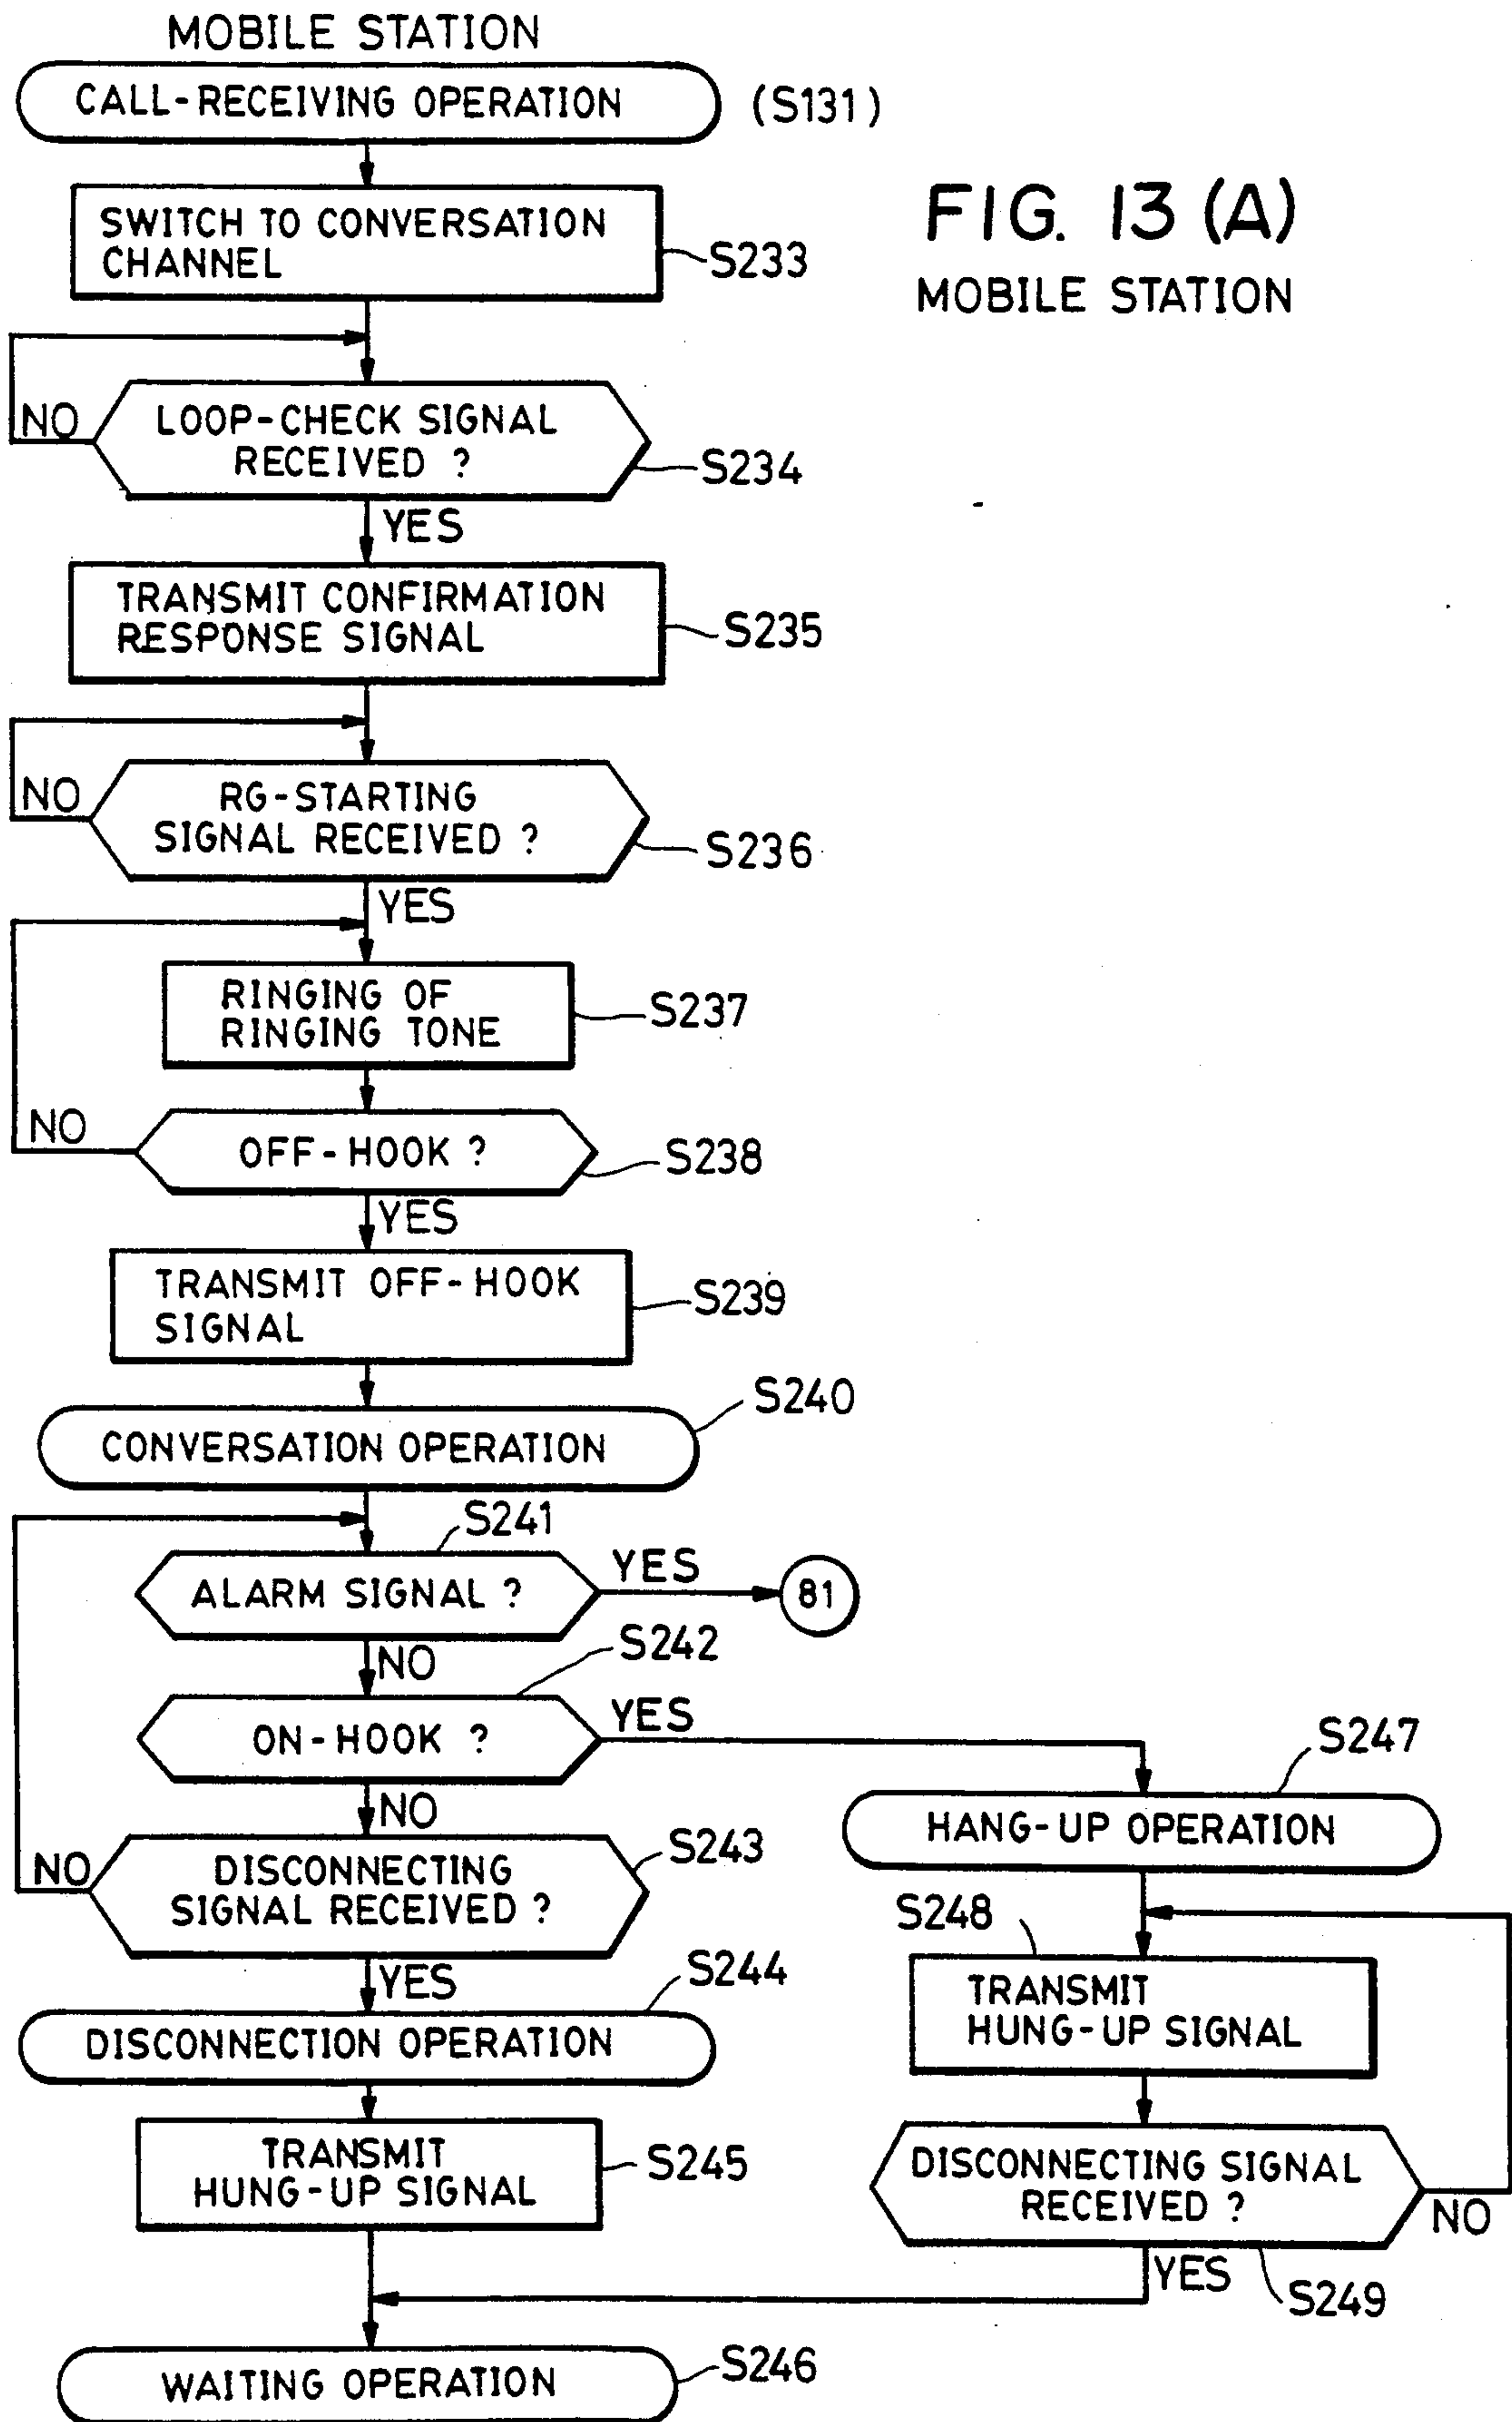 MOBILE STATION
CALL-RECEIVING OPERATION (S131)
FIG. 13 (A)
MOBILE STATION
SWITCH TO CONVERSATION
CHANNEL
S233
NO
LOOP-CHECK SIGNAL
RECEIVED ?
S234
YES
TRANSMIT CONFIRMATION
RESPONSE SIGNAL
S235
NO
RG-STARTING
SIGNAL RECEIVED ?
S236
YES
RINGING OF
RINGING TONE
S237
NO
OFF-HOOK ?
S238
YES
TRANSMIT OFF-HOOK
SIGNAL
S239
S240
CONVERSATION OPERATION
S241
ALARM SIGNAL ?
YES
81
NO
S242
ON-HOOK ?
YES
NO
S247
HANG-UP OPERATION
NO
DISCONNECTING
SIGNAL RECEIVED ?
S243
YES
S244
DISCONNECTION OPERATION
S248
TRANSMIT
HUNG-UP SIGNAL
TRANSMIT
HUNG-UP SIGNAL
S245
DISCONNECTING SIGNAL
RECEIVED ?
NO
YES
S249
WAITING OPERATION
S246